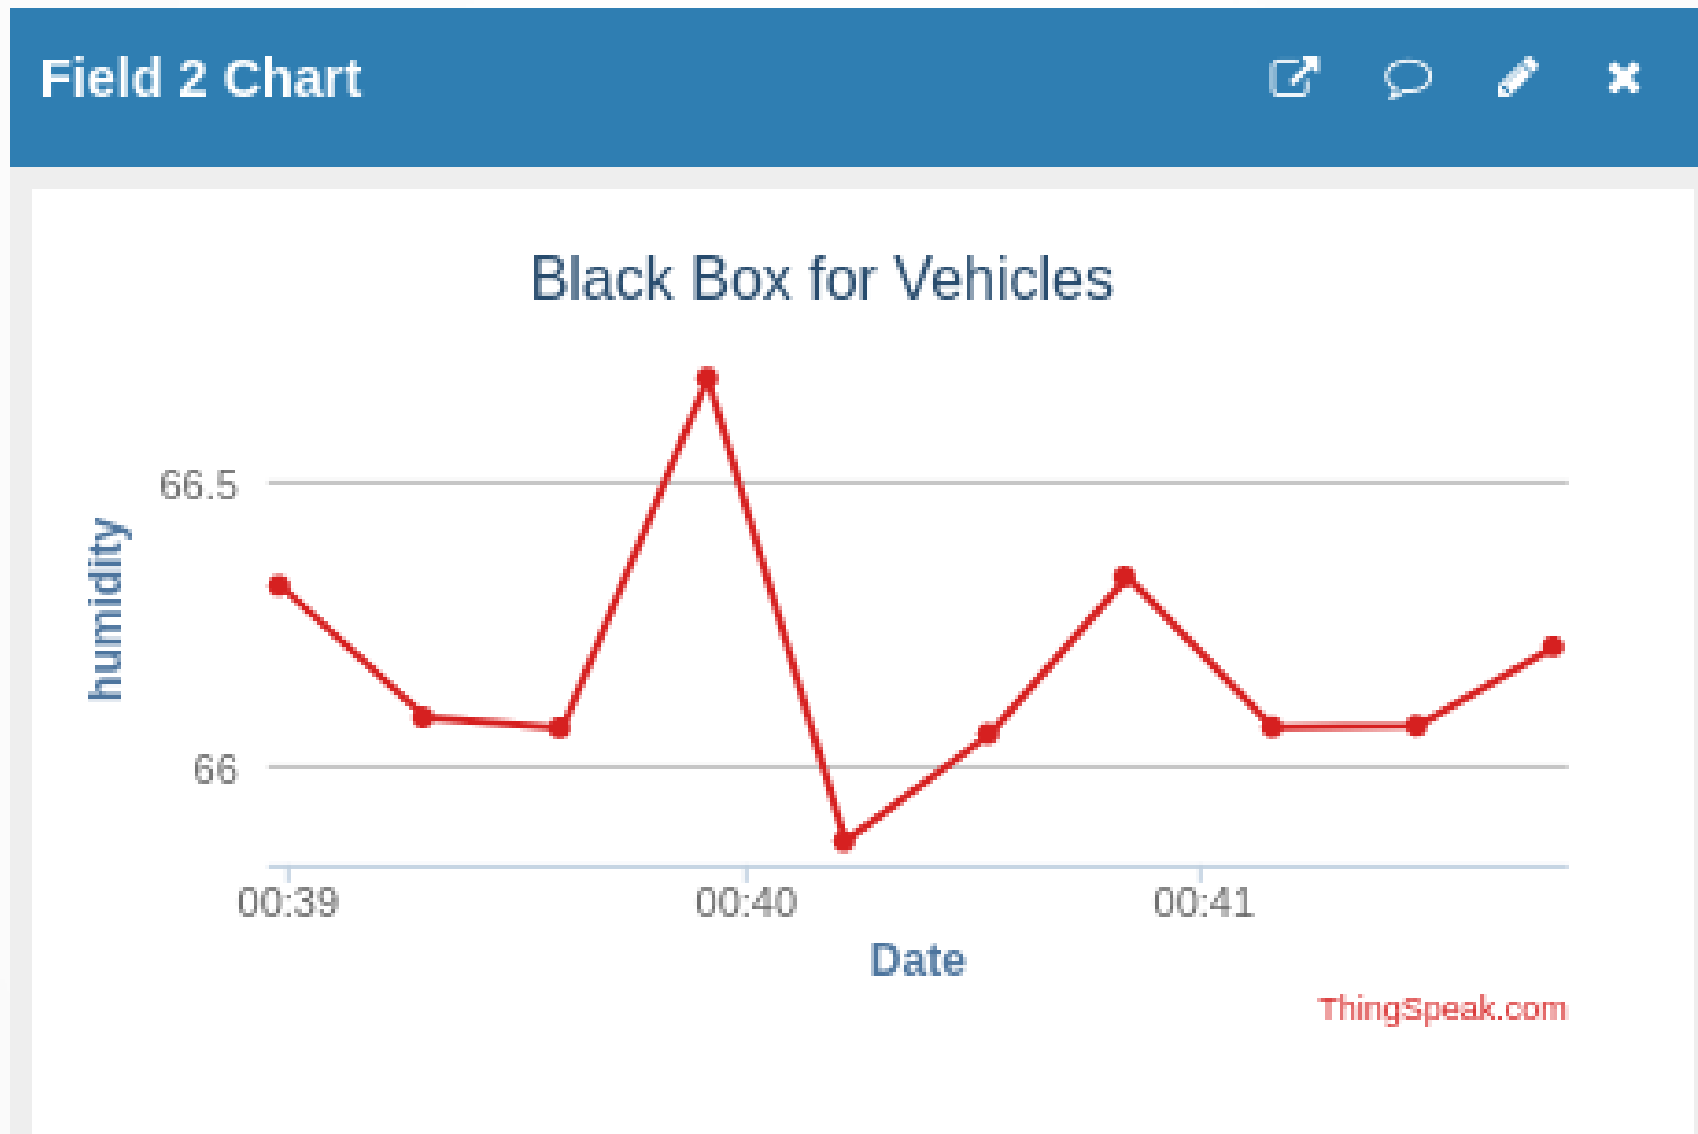 Field 2 Chart
Black Box for Vehicles
66.5
humidity
66
00:39 00:40 00:41
Date
ThingSpeak.com